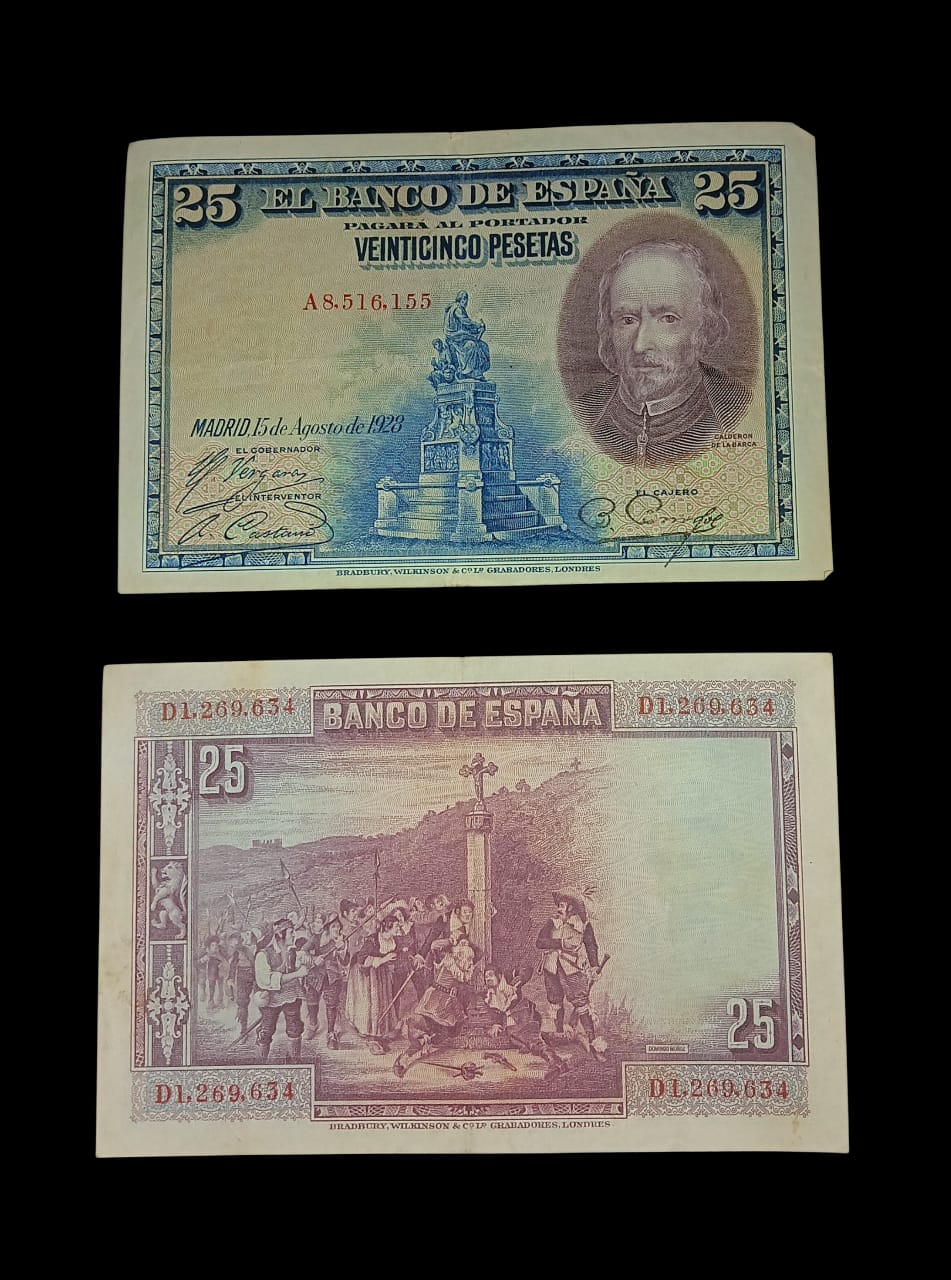 25 EL BANCO DE ESPAÑA 25
PAGARÁ AL PORTADOR
VEINTICINCO PESETAS
A8,516,155
MADRID, 15 de Agosto de 1928
CALDERON
DE LA BARCA
EL GOBERNADOR
Vergara
EL INTERVENTOR
EL CAJERO
BRADBURY, WILKINSON & Cº Lº GRABADORES, LONDRES
D1,269,634 BANCO DE ESPAÑA D1,269,634
25
25
D1,269,634 D1,269,634
BRADBURY, WILKINSON & Cº Lº GRABADORES, LONDRES